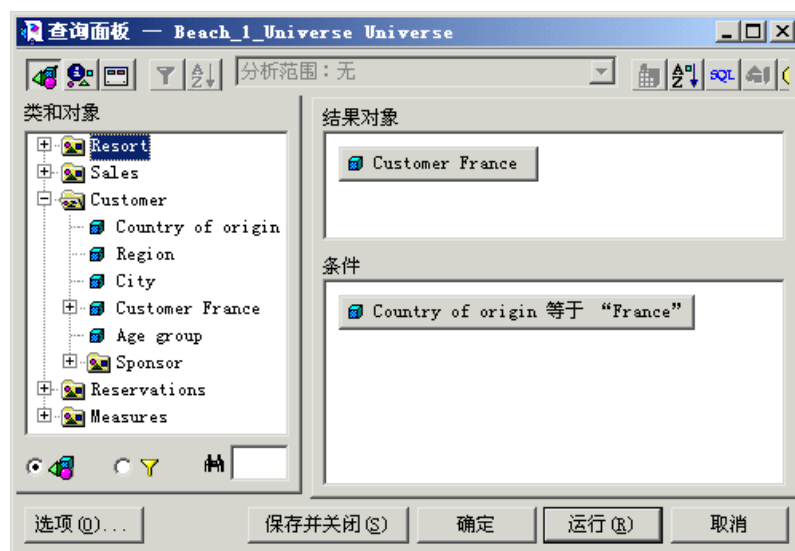 查询面板 — Beach_1_Universe Universe
分析范围：无
SQL
类和对象
Resort
Sales
Customer
Country of origin
Region
City
Customer France
Age group
Sponsor
Reservations
Measures
结果对象
Customer France
条件
Country of origin 等于 “France”
选项(O)...
保存并关闭(S)
确定
运行(R)
取消